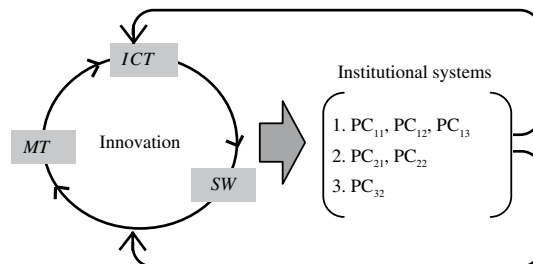 ICT
Institutional systems
MT
Innovation
SW
1. PC₁₁, PC₁₂, PC₁₃
2. PC₂₁, PC₂₂
3. PC₃₂